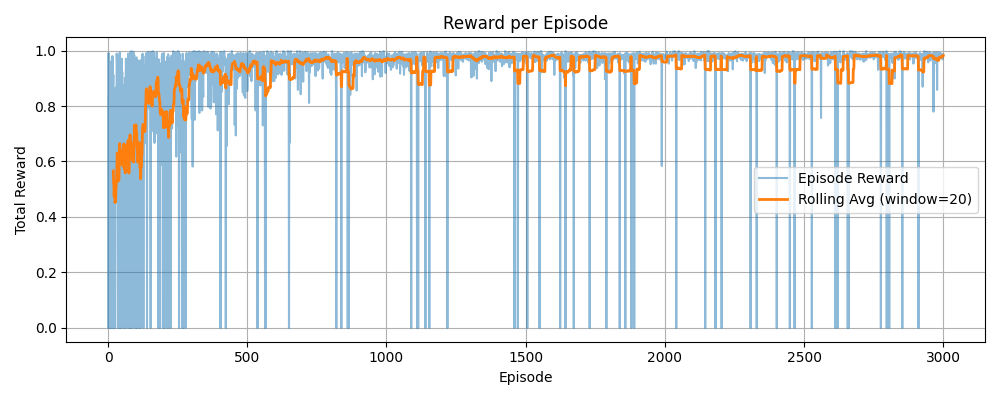 Reward per Episode
Total Reward
1.0
0.8
0.6
0.4
0.2
0.0
Episode Reward
Rolling Avg (window=20)
0 500 1000 1500 2000 2500 3000
Episode